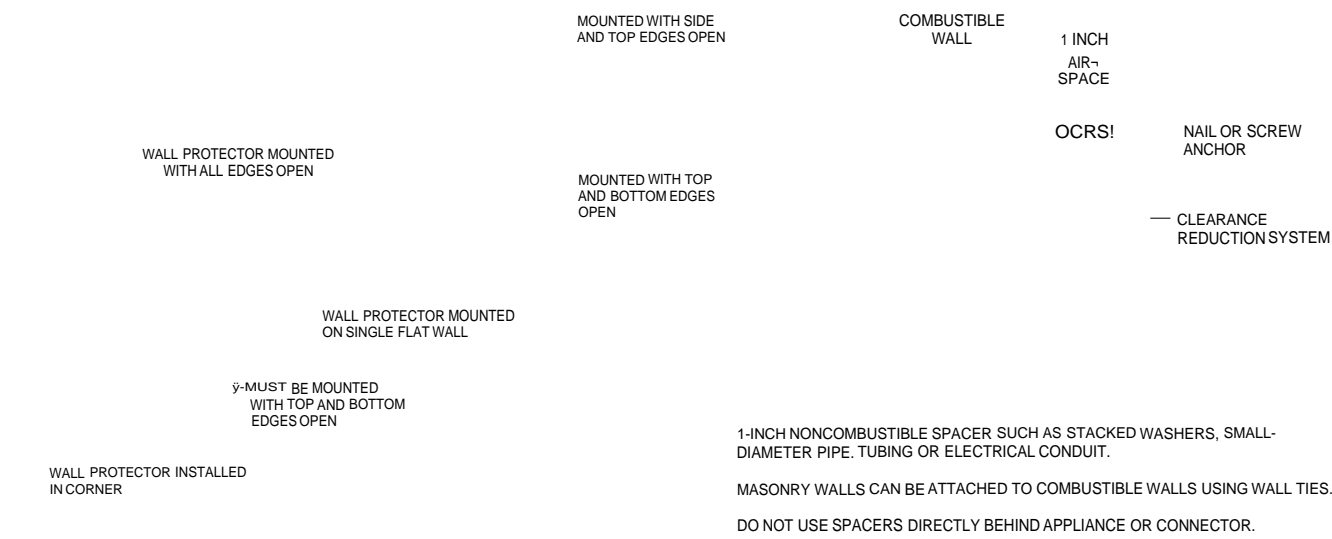 MOUNTED WITH SIDE
AND TOP EDGES OPEN
COMBUSTIBLE
WALL
1 INCH
AIR¬
SPACE
OCRS!
NAIL OR SCREW
ANCHOR
WALL PROTECTOR MOUNTED
WITH ALL EDGES OPEN
MOUNTED WITH TOP
AND BOTTOM EDGES
OPEN
— CLEARANCE
REDUCTION SYSTEM
WALL PROTECTOR MOUNTED
ON SINGLE FLAT WALL
ÿ-MUST BE MOUNTED
WITH TOP AND BOTTOM
EDGES OPEN
WALL PROTECTOR INSTALLED
IN CORNER
1-INCH NONCOMBUSTIBLE SPACER SUCH AS STACKED WASHERS, SMALL-
DIAMETER PIPE. TUBING OR ELECTRICAL CONDUIT.
MASONRY WALLS CAN BE ATTACHED TO COMBUSTIBLE WALLS USING WALL TIES.
DO NOT USE SPACERS DIRECTLY BEHIND APPLIANCE OR CONNECTOR.